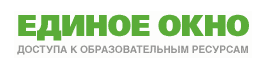 ЕДИНОЕ ОКНО
ДОСТУПА К ОБРАЗОВАТЕЛЬНЫМ РЕСУРСАМ